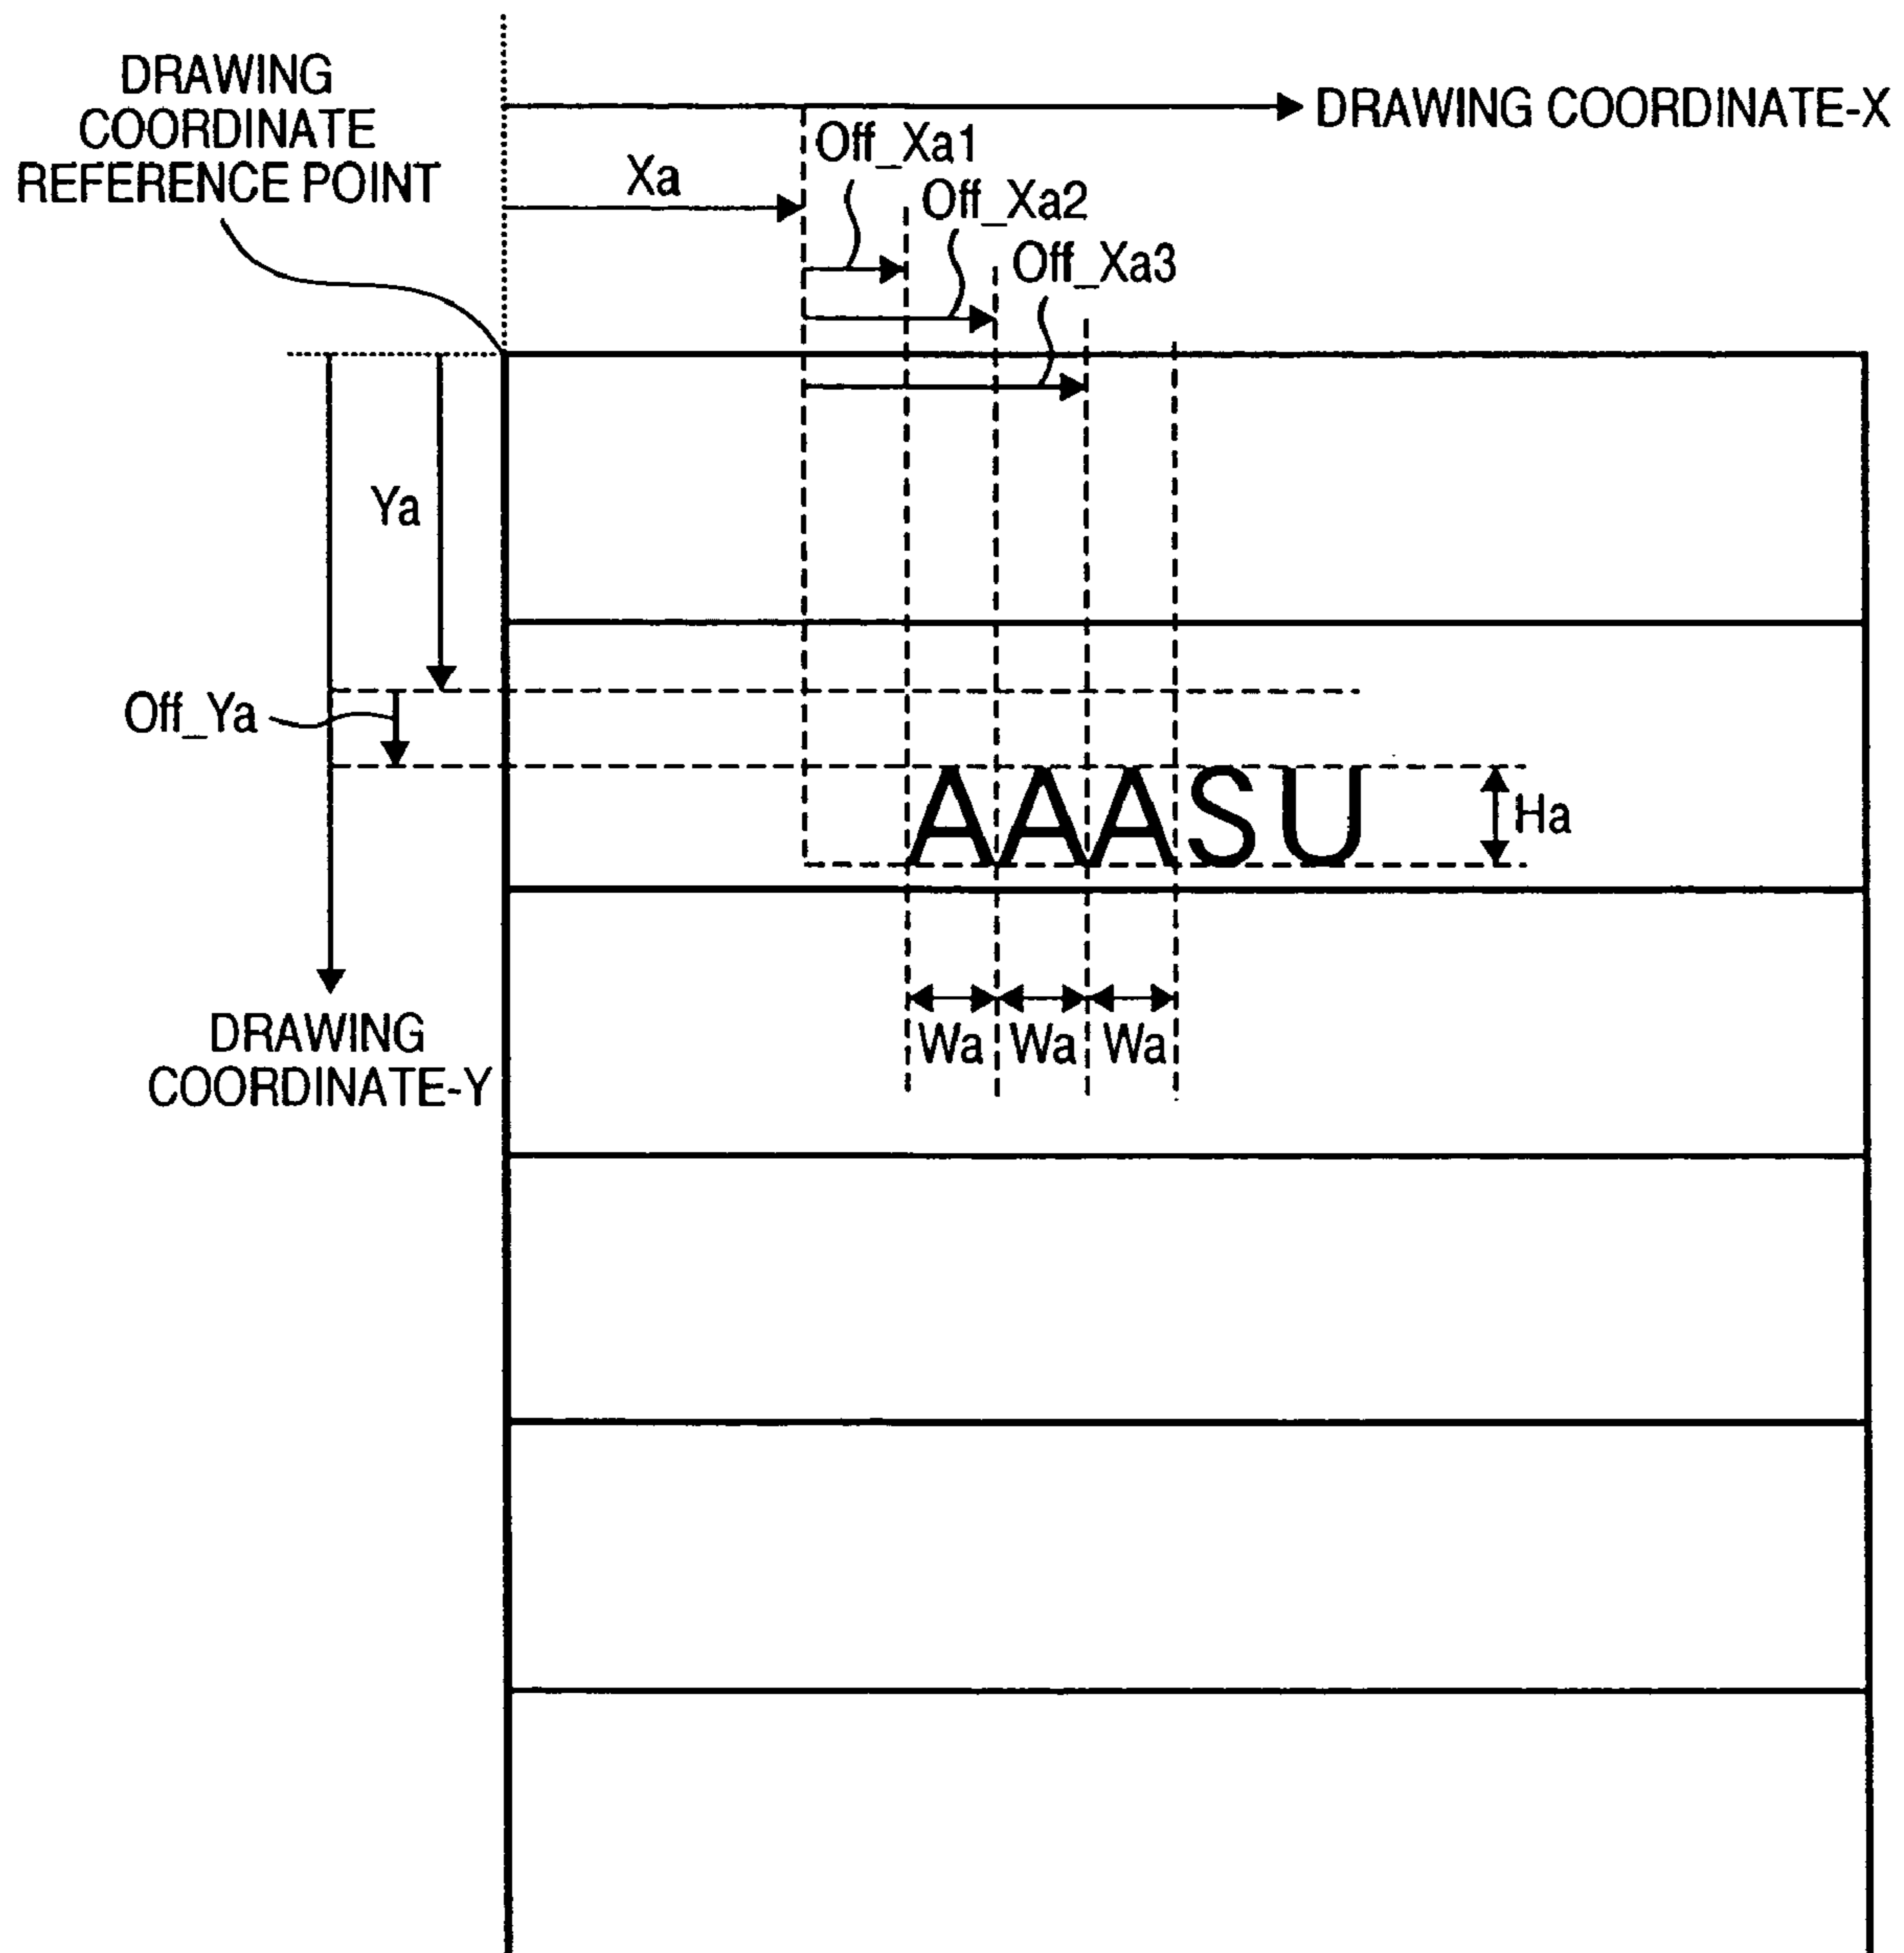 DRAWING
COORDINATE
REFERENCE POINT
DRAWING COORDINATE-X
Xa
Off_Xa1
Off_Xa2
Off_Xa3
Ya
Off_Ya
AAASU
Ha
Wa Wa Wa
DRAWING
COORDINATE-Y